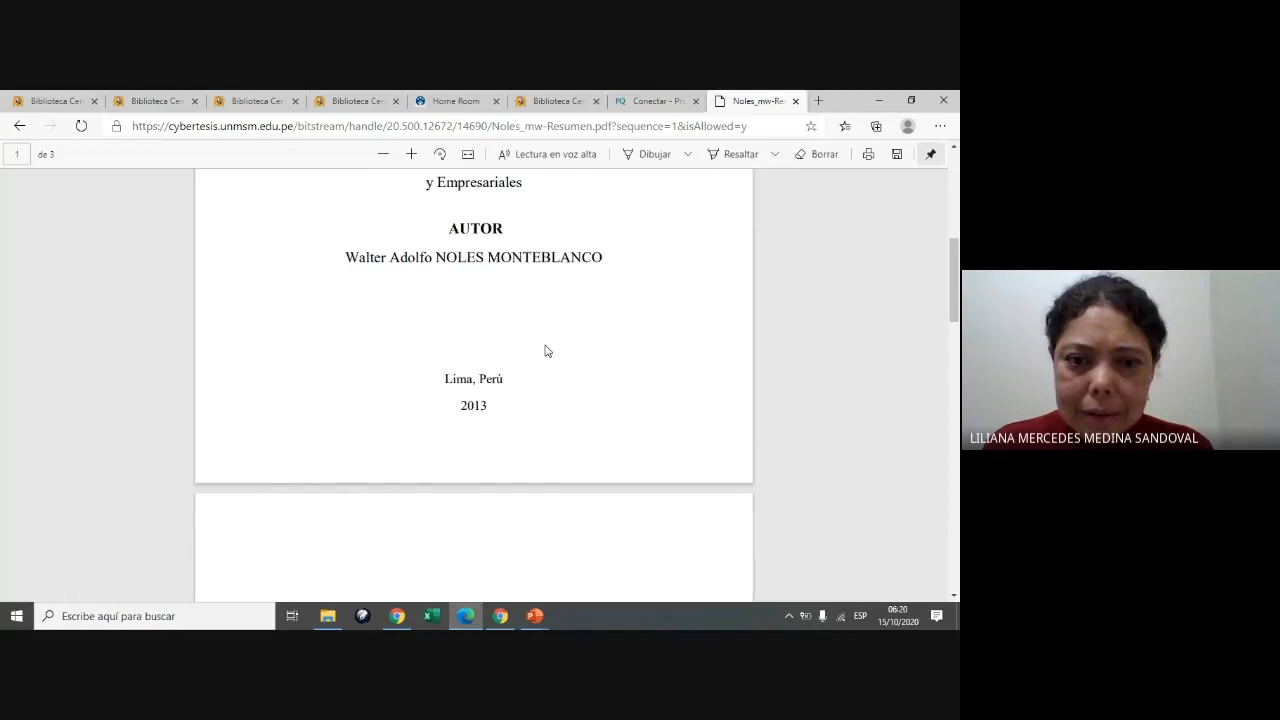 Biblioteca Cer
Biblioteca Cer
Biblioteca Cer
Biblioteca Cer
Home Room
Biblioteca Cer
PQ Conectar - Pro
Noles_mw-Res
https://cybertesis.unmsm.edu.pe/bitstream/handle/20.500.12672/14690/Noles_mw-Resumen.pdf?sequence=1&isAllowed=y
1 de 3
Lectura en voz alta
Dibujar
Resaltar
Borrar
y Empresariales
AUTOR
Walter Adolfo NOLES MONTEBLANCO
Lima, Perú
2013
LILIANA MERCEDES MEDINA SANDOVAL
Escribe aquí para buscar
ESP
06:20
15/10/2020